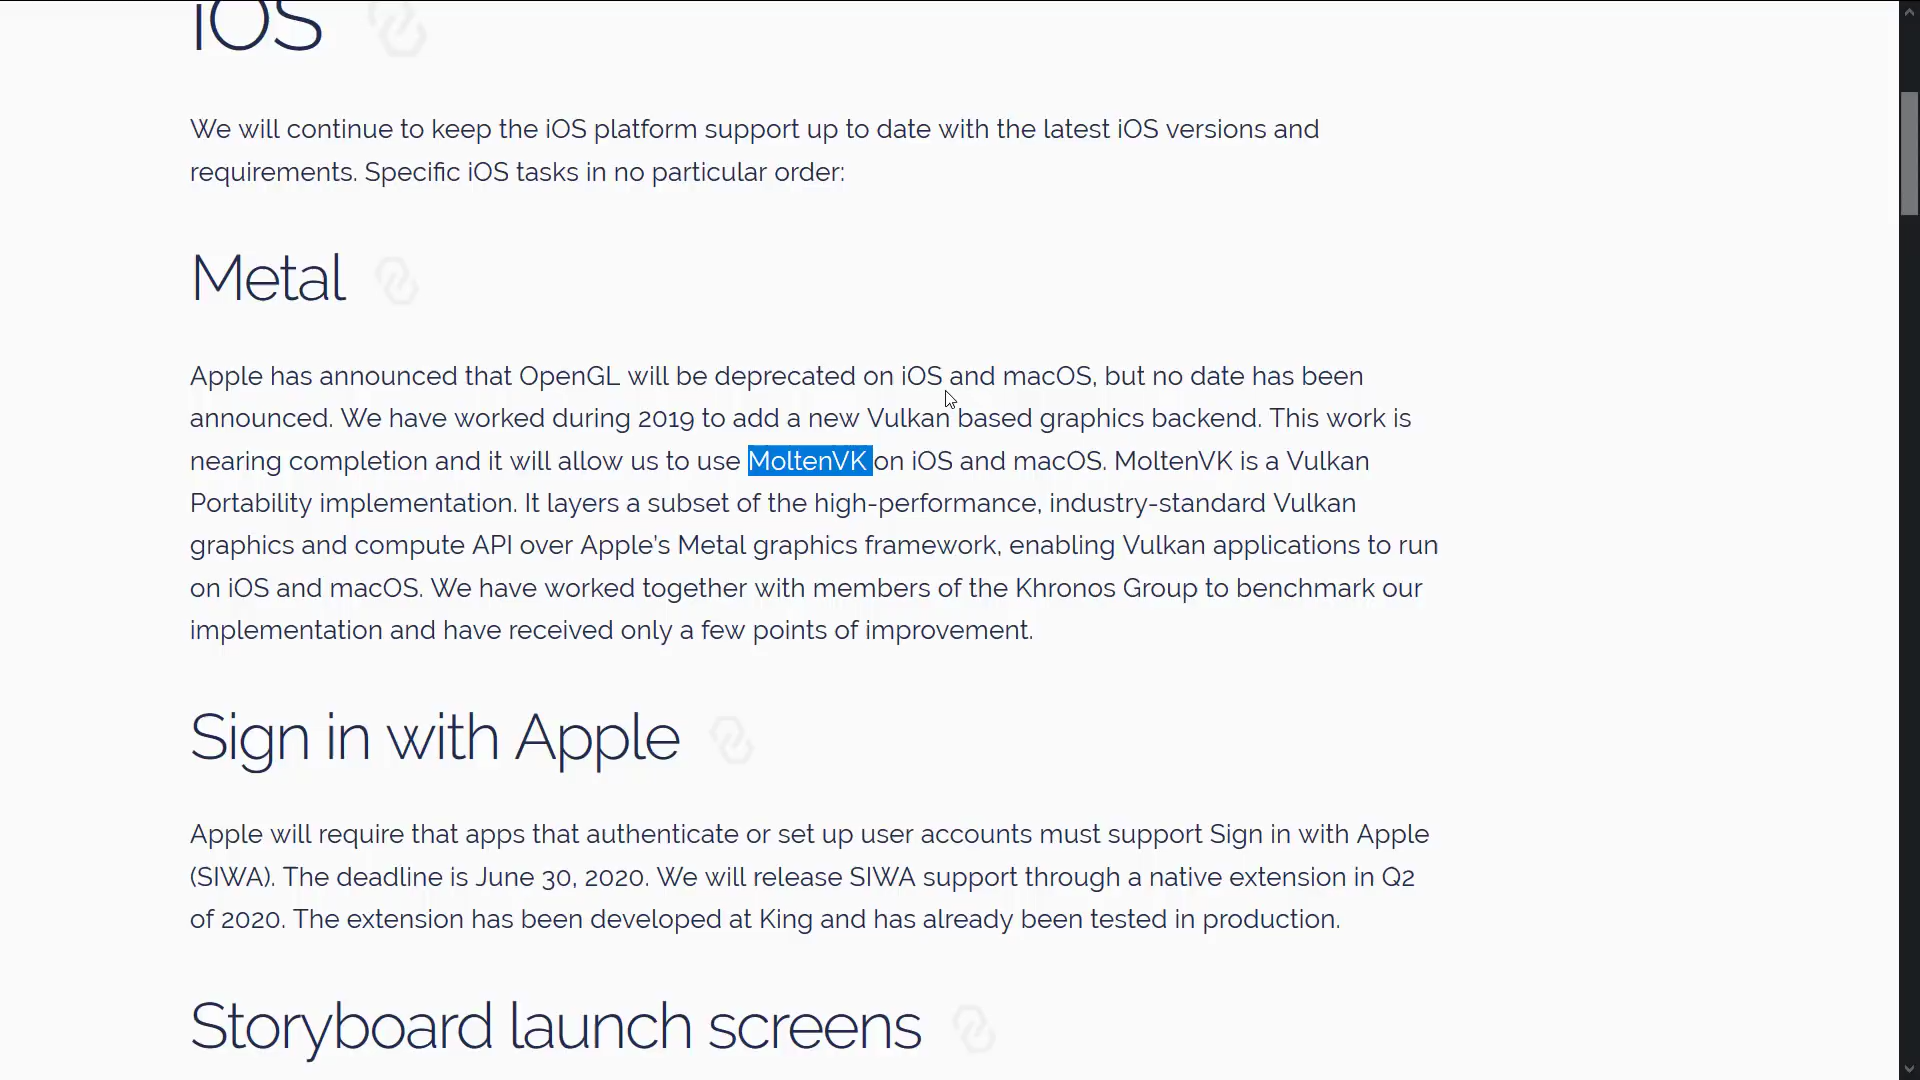 iOS
We will continue to keep the iOS platform support up to date with the latest iOS versions and
requirements. Specific iOS tasks in no particular order:
Metal
Apple has announced that OpenGL will be deprecated on iOS and macOS, but no date has been
announced. We have worked during 2019 to add a new Vulkan based graphics backend. This work is
nearing completion and it will allow us to use MoltenVK on iOS and macOS. MoltenVK is a Vulkan
Portability implementation. It layers a subset of the high-performance, industry-standard Vulkan
graphics and compute API over Apple’s Metal graphics framework, enabling Vulkan applications to run
on iOS and macOS. We have worked together with members of the Khronos Group to benchmark our
implementation and have received only a few points of improvement.
Sign in with Apple
Apple will require that apps that authenticate or set up user accounts must support Sign in with Apple
(SIWA). The deadline is June 30, 2020. We will release SIWA support through a native extension in Q2
of 2020. The extension has been developed at King and has already been tested in production.
Storyboard launch screens